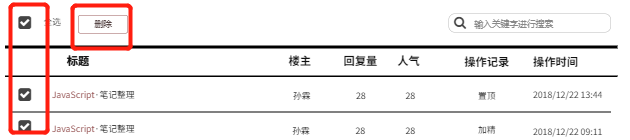 全选 删除 输入关键字进行搜索
标题 楼主 回复量 人气 操作记录 操作时间
JavaScript·笔记整理 孙霖 28 28 置顶 2018/12/22 13:44
JavaScript·笔记整理 孙霖 28 28 加精 2018/12/22 09:11